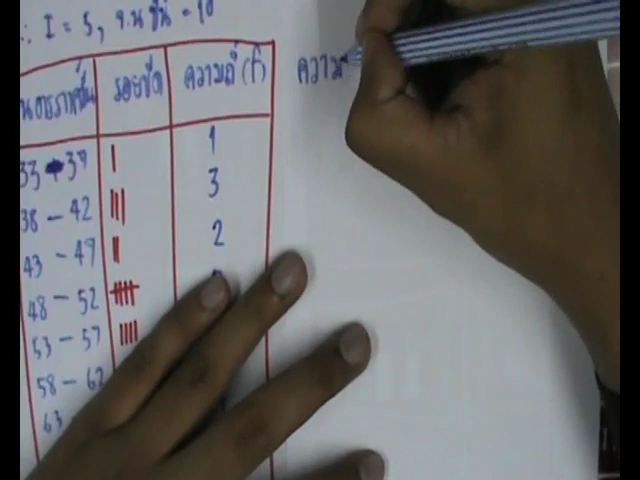 ∴ I = 5, จ.น ชั้น = 10
อันตรภาคชั้น รอยขีด ความถี่ (f) ความ
33 - 37 | 1
38 - 42 ||| 3
43 - 47 || 2
48 - 52
53 - 57 ||||
58 - 62
63